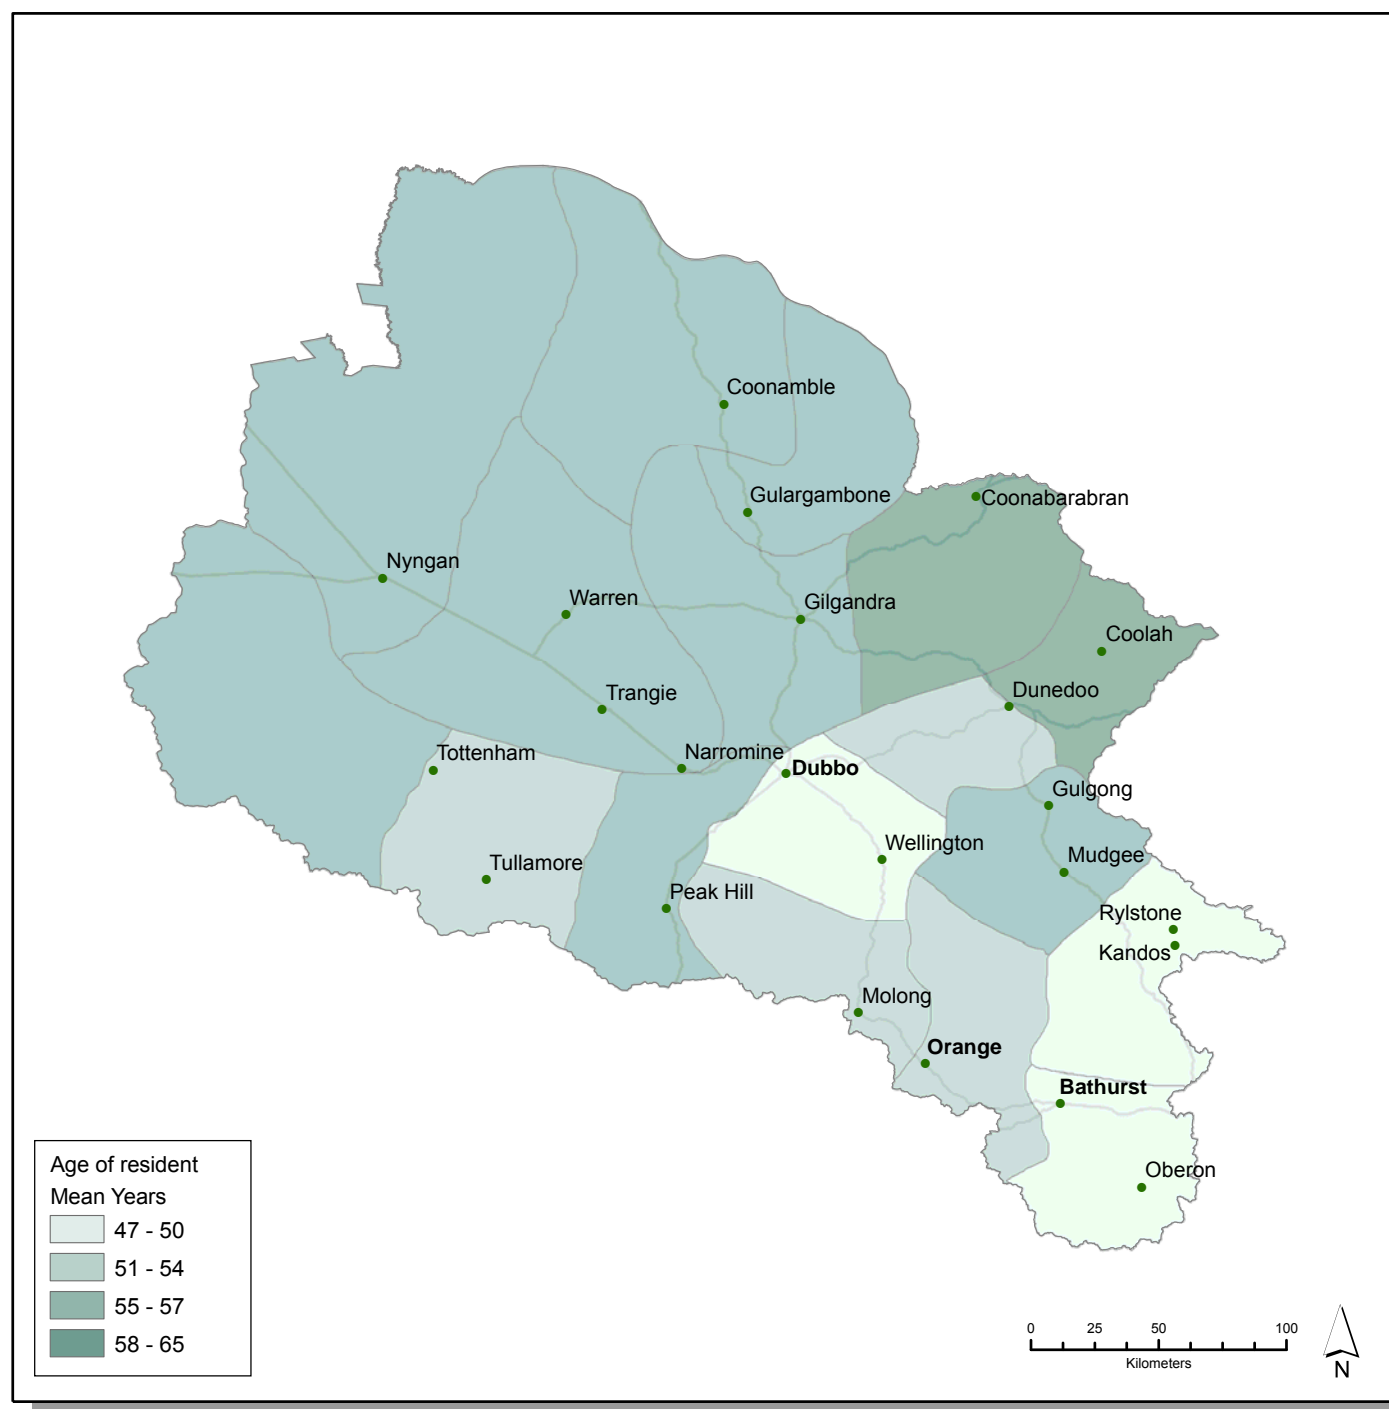 Coonamble
Gulargambone
Coonabarabran
Nyngan
Warren
Gilgandra
Coolah
Trangie
Dunedoo
Tottenham
Narromine
Dubbo
Gulgong
Wellington
Mudgee
Tullamore
Peak Hill
Rylstone
Kandos
Molong
Orange
Bathurst
Oberon
Age of resident
Mean Years
47 - 50
51 - 54
55 - 57
58 - 65
0 25 50 100
Kilometers
N